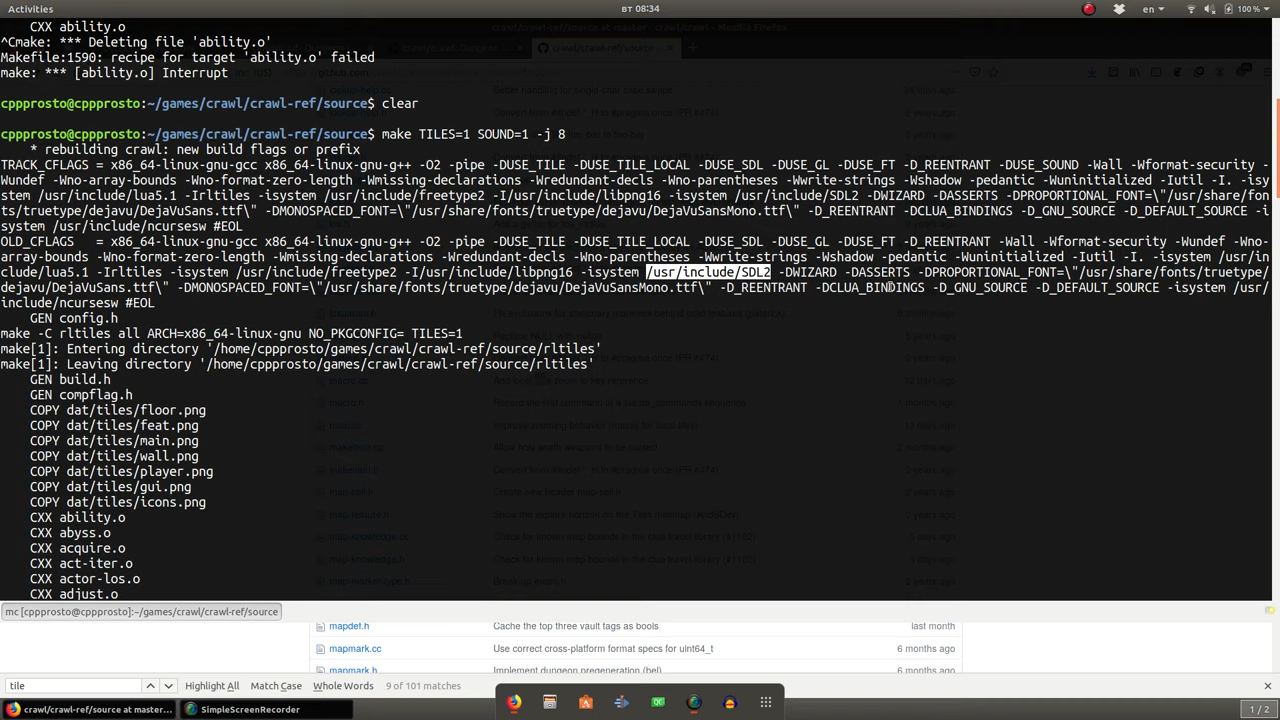 Activities
вт 08:34
en
100 %
CXX ability.o
^Cmake: *** Deleting file 'ability.o'
Makefile:1590: recipe for target 'ability.o' failed
make: *** [ability.o] Interrupt
cppprosto@cppprosto:~/games/crawl/crawl-ref/source$ clear
cppprosto@cppprosto:~/games/crawl/crawl-ref/source$ make TILES=1 SOUND=1 -j 8
* rebuilding crawl: new build flags or prefix
TRACK_CFLAGS = x86_64-linux-gnu-gcc x86_64-linux-gnu-g++ -O2 -pipe -DUSE_TILE -DUSE_TILE_LOCAL -DUSE_SDL -DUSE_GL -DUSE_FT -D_REENTRANT -DUSE_SOUND -Wall -Wformat-security -
Wundef -Wno-array-bounds -Wno-format-zero-length -Wmissing-declarations -Wredundant-decls -Wno-parentheses -Wwrite-strings -Wshadow -pedantic -Wuninitialized -Iutil -I. -isy
stem /usr/include/lua5.1 -Irltiles -isystem /usr/include/freetype2 -I/usr/include/libpng16 -isystem /usr/include/SDL2 -DWIZARD -DASSERTS -DPROPORTIONAL_FONT=\"/usr/share/fon
ts/truetype/dejavu/DejaVuSans.ttf\" -DMONOSPACED_FONT=\"/usr/share/fonts/truetype/dejavu/DejaVuSansMono.ttf\" -D_REENTRANT -DCLUA_BINDINGS -D_GNU_SOURCE -D_DEFAULT_SOURCE -i
system /usr/include/ncursesw #EOL
OLD_CFLAGS   = x86_64-linux-gnu-gcc x86_64-linux-gnu-g++ -O2 -pipe -DUSE_TILE -DUSE_TILE_LOCAL -DUSE_SDL -DUSE_GL -DUSE_FT -D_REENTRANT -Wall -Wformat-security -Wundef -Wno-
array-bounds -Wno-format-zero-length -Wmissing-declarations -Wredundant-decls -Wno-parentheses -Wwrite-strings -Wshadow -pedantic -Wuninitialized -Iutil -I. -isystem /usr/in
clude/lua5.1 -Irltiles -isystem /usr/include/freetype2 -I/usr/include/libpng16 -isystem /usr/include/SDL2 -DWIZARD -DASSERTS -DPROPORTIONAL_FONT=\"/usr/share/fonts/truetype/
dejavu/DejaVuSans.ttf\" -DMONOSPACED_FONT=\"/usr/share/fonts/truetype/dejavu/DejaVuSansMono.ttf\" -D_REENTRANT -DCLUA_BINDINGS -D_GNU_SOURCE -D_DEFAULT_SOURCE -isystem /usr/
include/ncursesw #EOL
GEN config.h
make -C rltiles all ARCH=x86_64-linux-gnu NO_PKGCONFIG= TILES=1
make[1]: Entering directory '/home/cppprosto/games/crawl/crawl-ref/source/rltiles'
make[1]: Leaving directory '/home/cppprosto/games/crawl/crawl-ref/source/rltiles'
GEN build.h
GEN compflag.h
COPY dat/tiles/floor.png
COPY dat/tiles/feat.png
COPY dat/tiles/main.png
COPY dat/tiles/wall.png
COPY dat/tiles/player.png
COPY dat/tiles/gui.png
COPY dat/tiles/icons.png
CXX ability.o
CXX abyss.o
CXX acquire.o
CXX act-iter.o
CXX actor-los.o
CXX adjust.o
mc [cppprosto@cppprosto]:~/games/crawl/crawl-ref/source
mapdef.h Cache the top three vault tags as bools last month
mapmark.cc Use correct cross-platform format specs for uint64_t 6 months ago
mapmark.h Implement dungeon pregeneration (bel) 6 months ago
tile Highlight All Match Case Whole Words 9 of 101 matches
crawl/crawl-ref/source at master... SimpleScreenRecorder 1 / 2